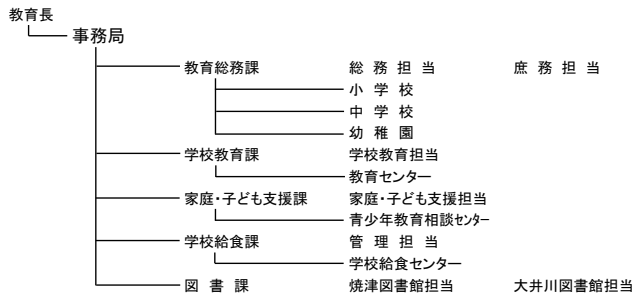 教育長
事務局
教育総務課 総務担当 庶務担当
小学校
中学校
幼稚園
学校教育課 学校教育担当
教育センター
家庭・子ども支援課 家庭・子ども支援担当
青少年教育相談センター
学校給食課 管理担当
学校給食センター
図書課 焼津図書館担当 大井川図書館担当